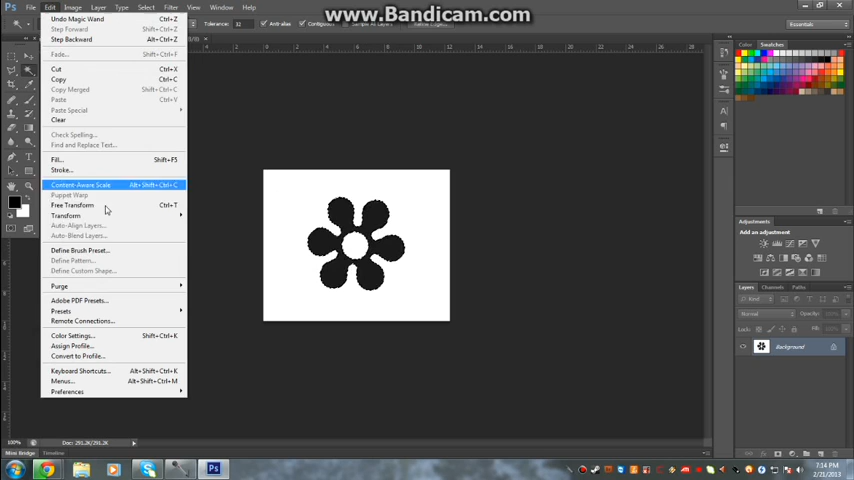 www.Bandicam.com
Ps File Edit Image Layer Type Select Filter View Window Help
Tolerance: 32 Anti-alias Contiguous
Essentials
Undo Magic Wand Ctrl+Z
Step Forward Shift+Ctrl+Z
Step Backward Alt+Ctrl+Z
Fade... Shift+Ctrl+F
Cut Ctrl+X
Copy Ctrl+C
Copy Merged Shift+Ctrl+C
Paste Ctrl+V
Paste Special
Clear
Check Spelling...
Find and Replace Text...
Fill... Shift+F5
Stroke...
Content-Aware Scale Alt+Shift+Ctrl+C
Puppet Warp
Free Transform Ctrl+T
Transform
Auto-Align Layers...
Auto-Blend Layers...
Define Brush Preset...
Define Pattern...
Define Custom Shape...
Purge
Adobe PDF Presets...
Presets
Remote Connections...
Color Settings... Shift+Ctrl+K
Assign Profile...
Convert to Profile...
Keyboard Shortcuts... Alt+Shift+Ctrl+K
Menus... Alt+Shift+Ctrl+M
Preferences
Color Swatches
Adjustments
Add an adjustment
Layers Channels Paths
Kind
Normal Opacity: 100%
Lock: Fill: 100%
Background
100% Doc: 291.2K/291.2K
Mini Bridge Timeline
Ps
7:14 PM
2/21/2013